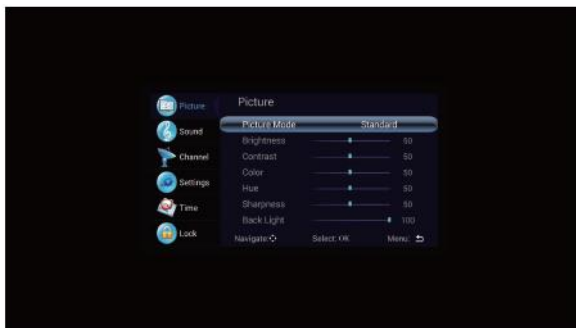 Picture
Sound
Channel
Settings
Time
Lock
Picture
Picture Mode Standard
Brightness 50
Contrast 50
Color 50
Hue 50
Sharpness 50
Back Light 100
Navigate: Select: OK Menu: